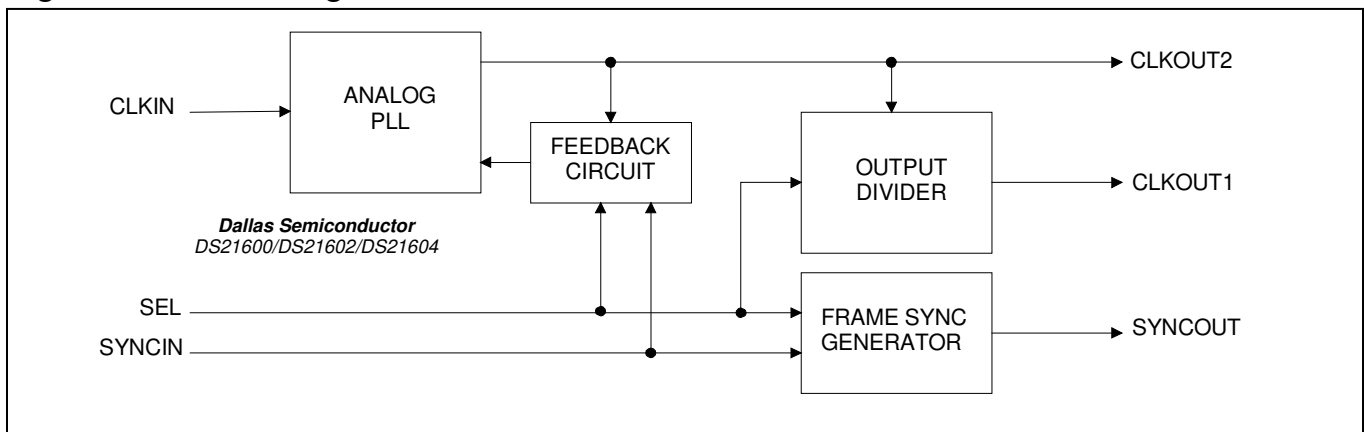 CLKIN
ANALOG
PLL
CLKOUT2
FEEDBACK
CIRCUIT
OUTPUT
DIVIDER
CLKOUT1
Dallas Semiconductor
DS21600/DS21602/DS21604
SEL
SYNCIN
FRAME SYNC
GENERATOR
SYNCOUT